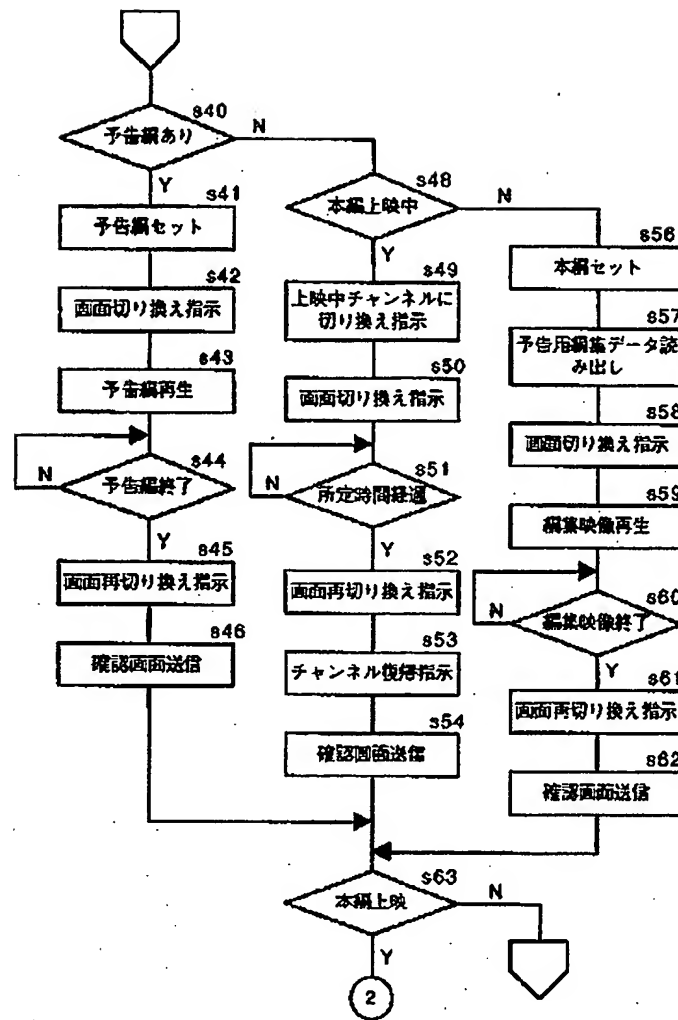 s40
予告編あり
N
Y
s41
予告編セット
s42
画面切り換え指示
s43
予告編再生
s44
予告編終了
N
Y
s45
画面再切り換え指示
s46
確認画面送信
s48
本編上映中
N
Y
s49
上映中チャンネルに
切り換え指示
s50
画面切り換え指示
s51
所定時間経過
N
Y
s52
画面再切り換え指示
s53
チャンネル復帰指示
s54
確認画面送信
s56
本編セット
s57
予告用編集データ読
み出し
s58
画面切り換え指示
s59
編集映像再生
s60
編集映像終了
N
Y
s61
画面再切り換え指示
s62
確認画面送信
s63
本編上映
N
Y
2